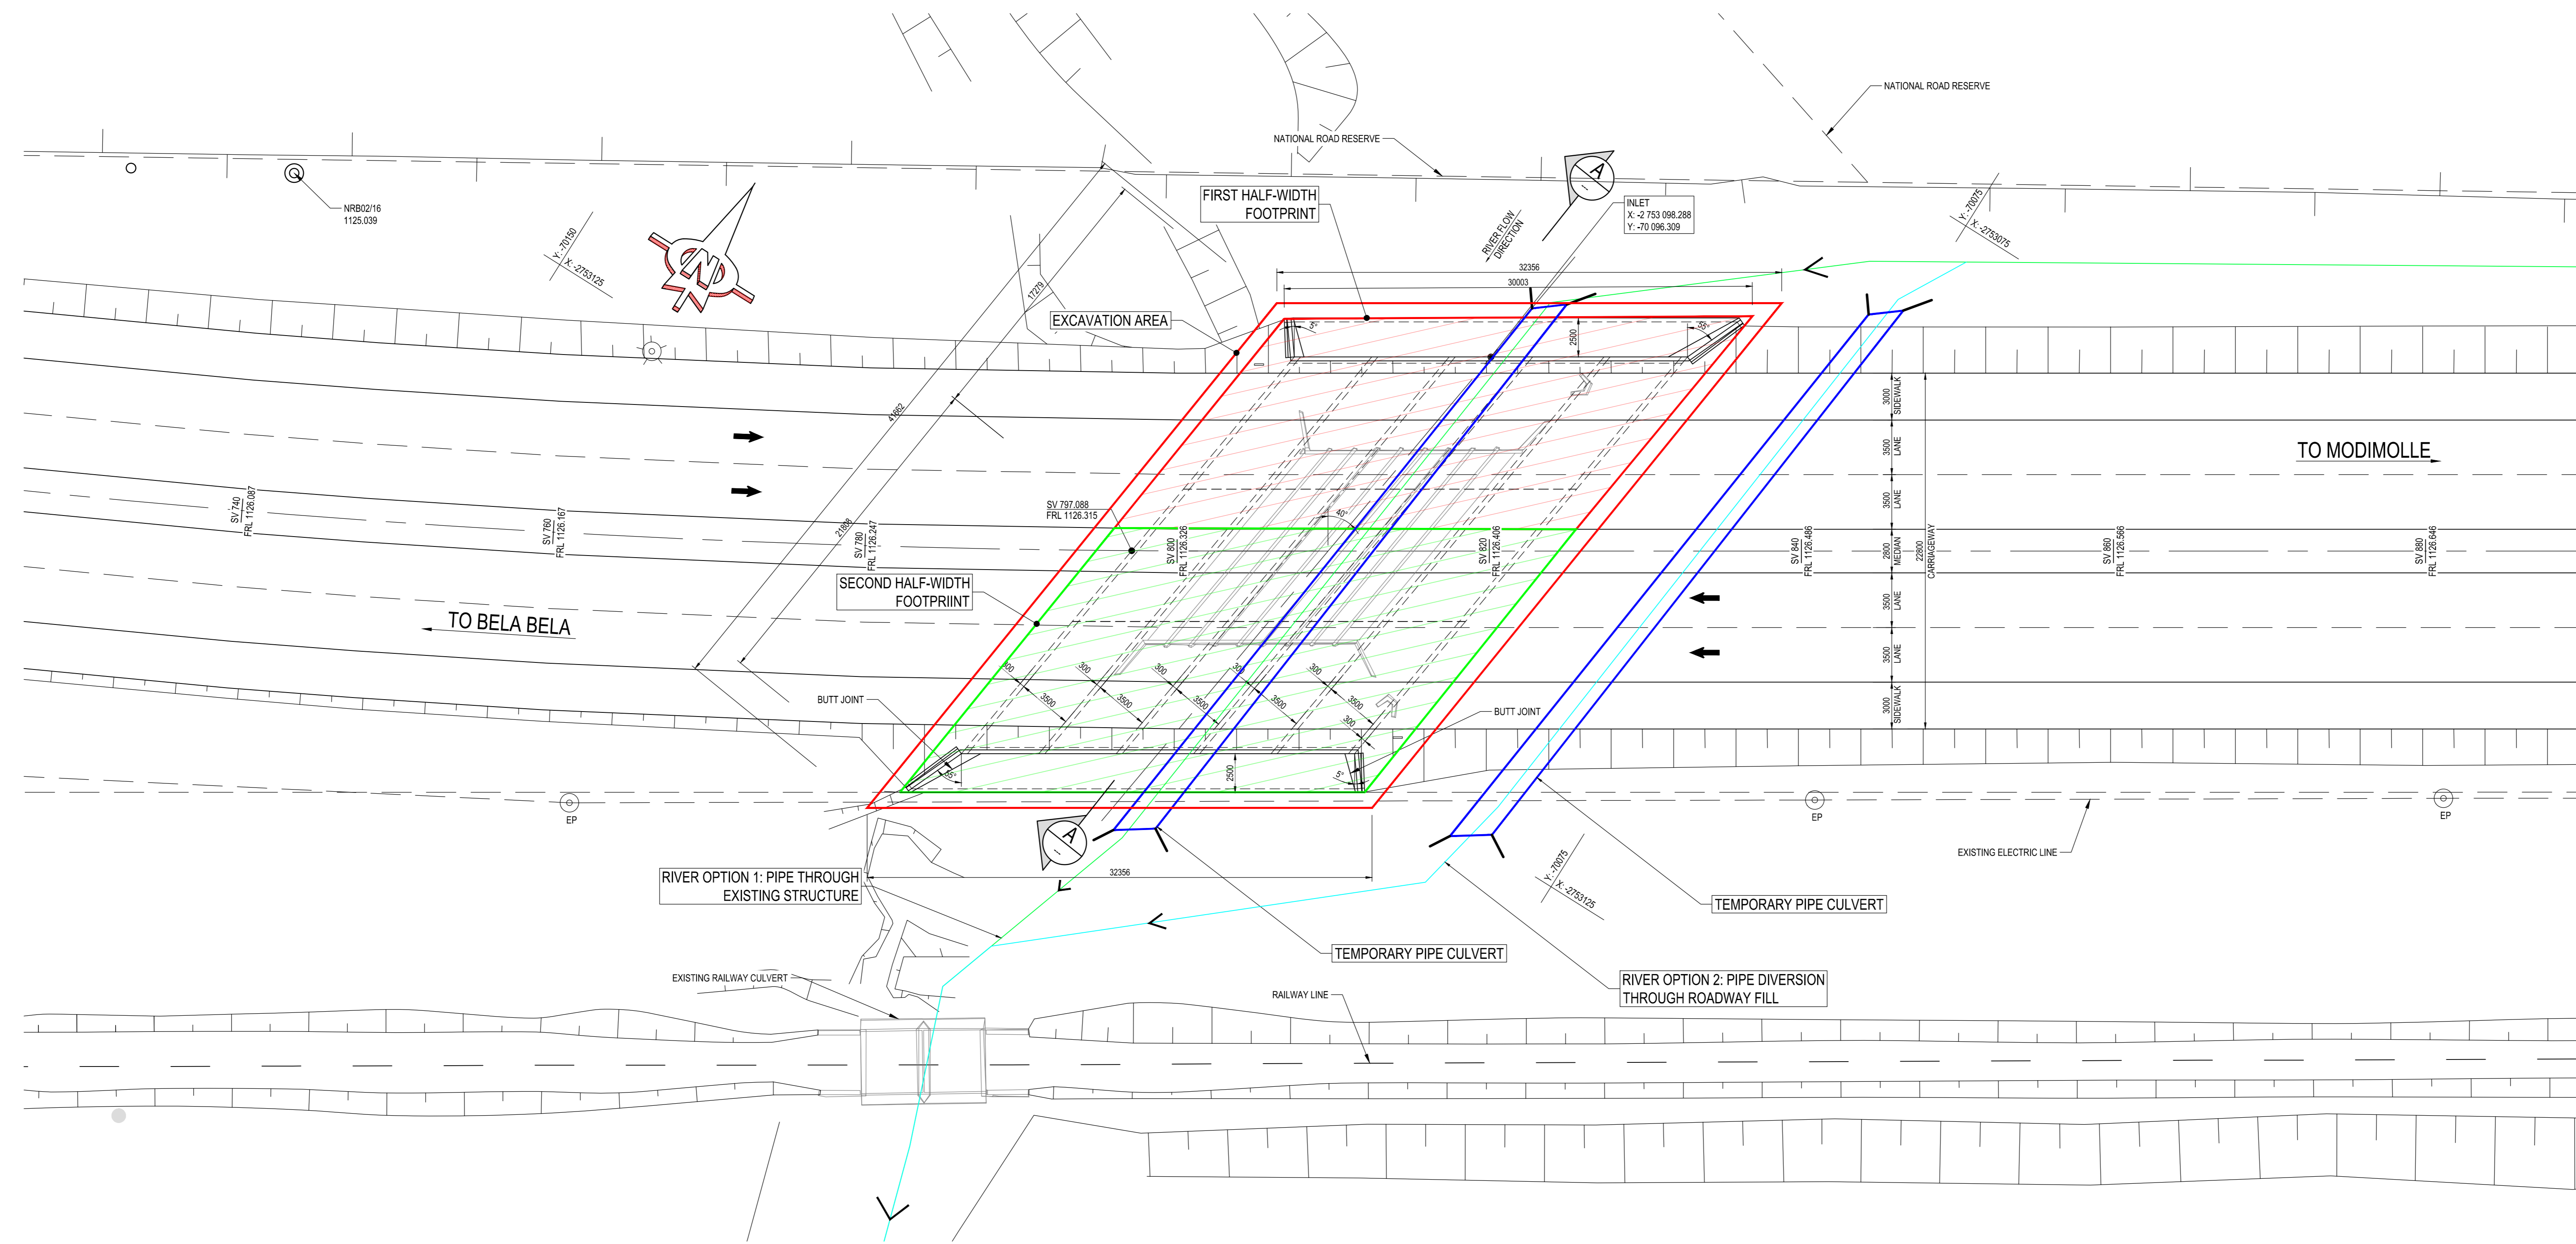 NATIONAL ROAD RESERVE
NATIONAL ROAD RESERVE
NRB02/16
1125.039
Y: -70150
X: -2753125
N
FIRST HALF-WIDTH
FOOTPRINT
A
-
INLET
X: -2 753 098.288
Y: -70 096.309
RIVER FLOW
DIRECTION
Y: -70075
X: -2753075
32356
30003
17279
41662
21808
EXCAVATION AREA
5°
2500
55°
3000
SIDEWALK
3500
LANE
3500
LANE
2800
MEDIAN
22800
CARRIAGEWAY
3500
LANE
3500
LANE
3000
SIDEWALK
TO MODIMOLLE
SV 740
FRL 1126.087
SV 760
FRL 1126.167
SV 780
FRL 1126.247
SV 797.088
FRL 1126.315
SV 800
FRL 1126.326
40°
SV 820
FRL 1126.406
SV 840
FRL 1126.486
SV 860
FRL 1126.566
SV 880
FRL 1126.646
SECOND HALF-WIDTH
FOOTPRIINT
TO BELA BELA
300
300
300
300
300
3500
3500
3500
3500
3500
300
BUTT JOINT
BUTT JOINT
55°
2500
5°
EP
EP
EP
A
-
EXISTING ELECTRIC LINE
32356
Y: -70075
X: -2753125
RIVER OPTION 1: PIPE THROUGH
EXISTING STRUCTURE
TEMPORARY PIPE CULVERT
TEMPORARY PIPE CULVERT
EXISTING RAILWAY CULVERT
RAILWAY LINE
RIVER OPTION 2: PIPE DIVERSION
THROUGH ROADWAY FILL